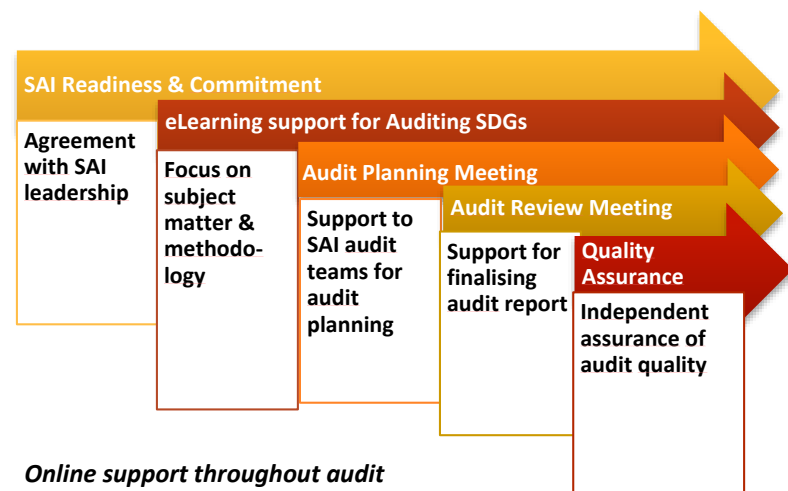 SAI Readiness & Commitment
Agreement
with SAI
leadership
eLearning support for Auditing SDGs
Focus on
subject
matter &
methodo-
logy
Audit Planning Meeting
Support to
SAI audit
teams for
audit
planning
Audit Review Meeting
Support for
finalising
audit report
Quality
Assurance
Independent
assurance of
audit quality
Online support throughout audit